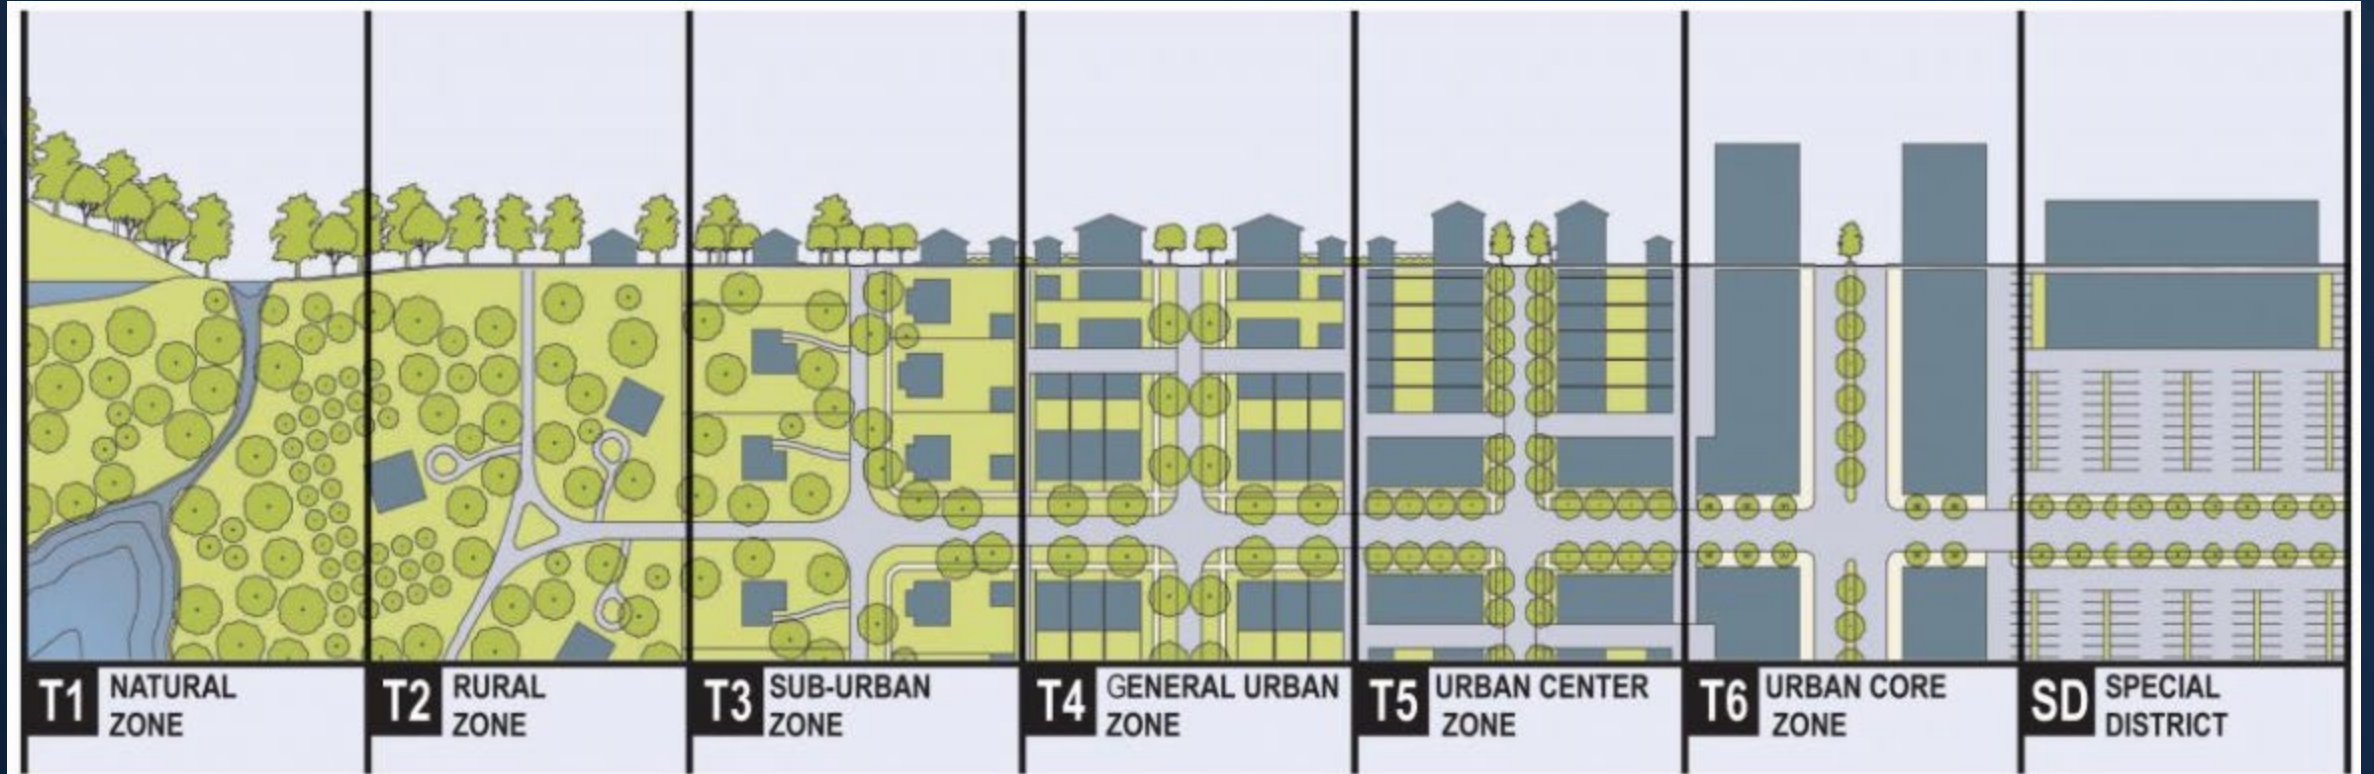 T1 NATURAL
ZONE
T2 RURAL
ZONE
T3 SUB-URBAN
ZONE
T4 GENERAL URBAN
ZONE
T5 URBAN CENTER
ZONE
T6 URBAN CORE
ZONE
SD SPECIAL
DISTRICT